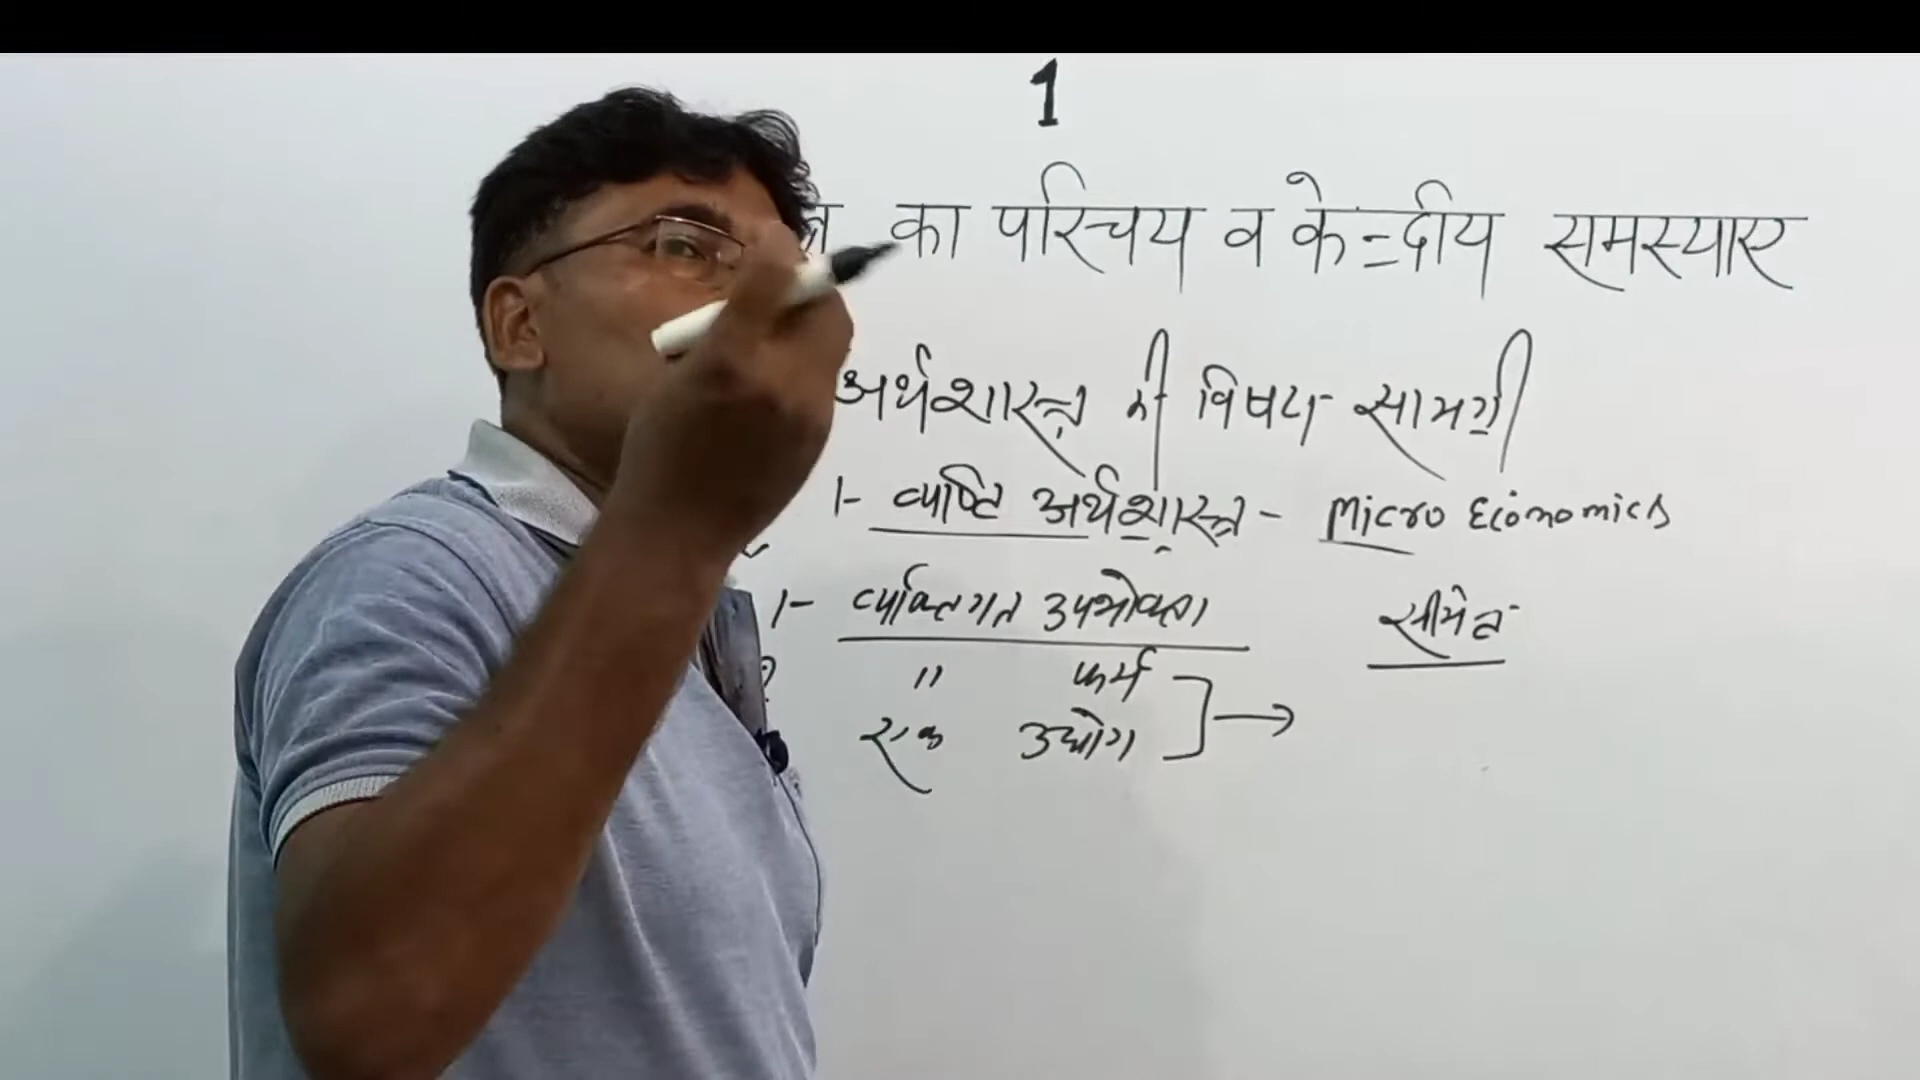 1
का परिचय व केन्द्रीय समस्याए
अर्थशास्त्र की विषय सामग्री
1- व्यष्टि अर्थशास्त्र - Micro Economics
1- व्यक्तिगत उपभोक्ता
सीमेन्ट
" फर्म
एक उद्योग